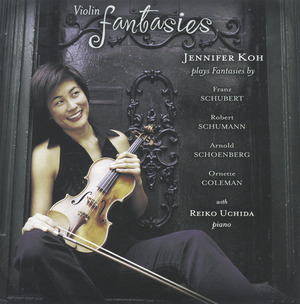 Violin
fantasies
JENNIFER KOH
plays Fantasies by
Franz
SCHUBERT
Robert
SCHUMANN
Arnold
SCHOENBERG
Ornette
COLEMAN
with
REIKO UCHIDA
piano